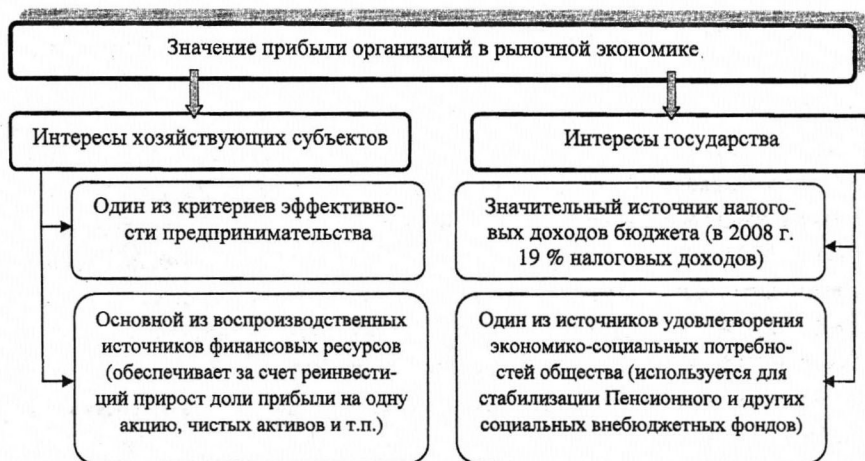 Значение прибыли организаций в рыночной экономике
Интересы хозяйствующих субъектов
Интересы государства
Один из критериев эффективно-
сти предпринимательства
Значительный источник налого-
вых доходов бюджета (в 2008 г.
19 % налоговых доходов)
Основной из воспроизводственных
источников финансовых ресурсов
(обеспечивает за счет реинвести-
ций прирост доли прибыли на одну
акцию, чистых активов и т.п.)
Один из источников удовлетворения
экономико-социальных потребно-
стей общества (используется для
стабилизации Пенсионного и других
социальных внебюджетных фондов)